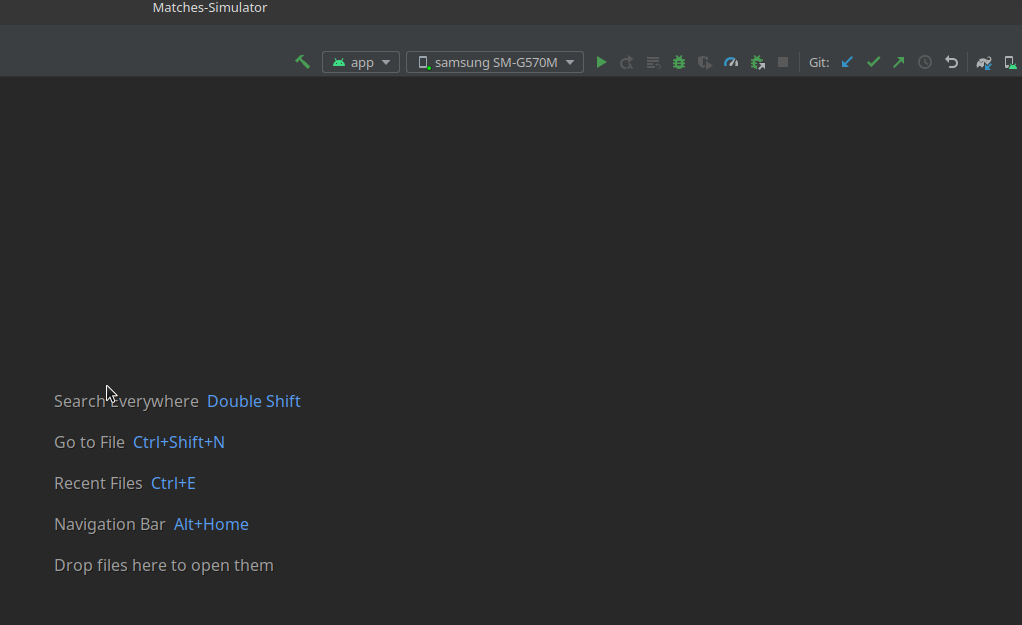 Matches-Simulator
app samsung SM-G570M Git:
Search Everywhere Double Shift
Go to File Ctrl+Shift+N
Recent Files Ctrl+E
Navigation Bar Alt+Home
Drop files here to open them